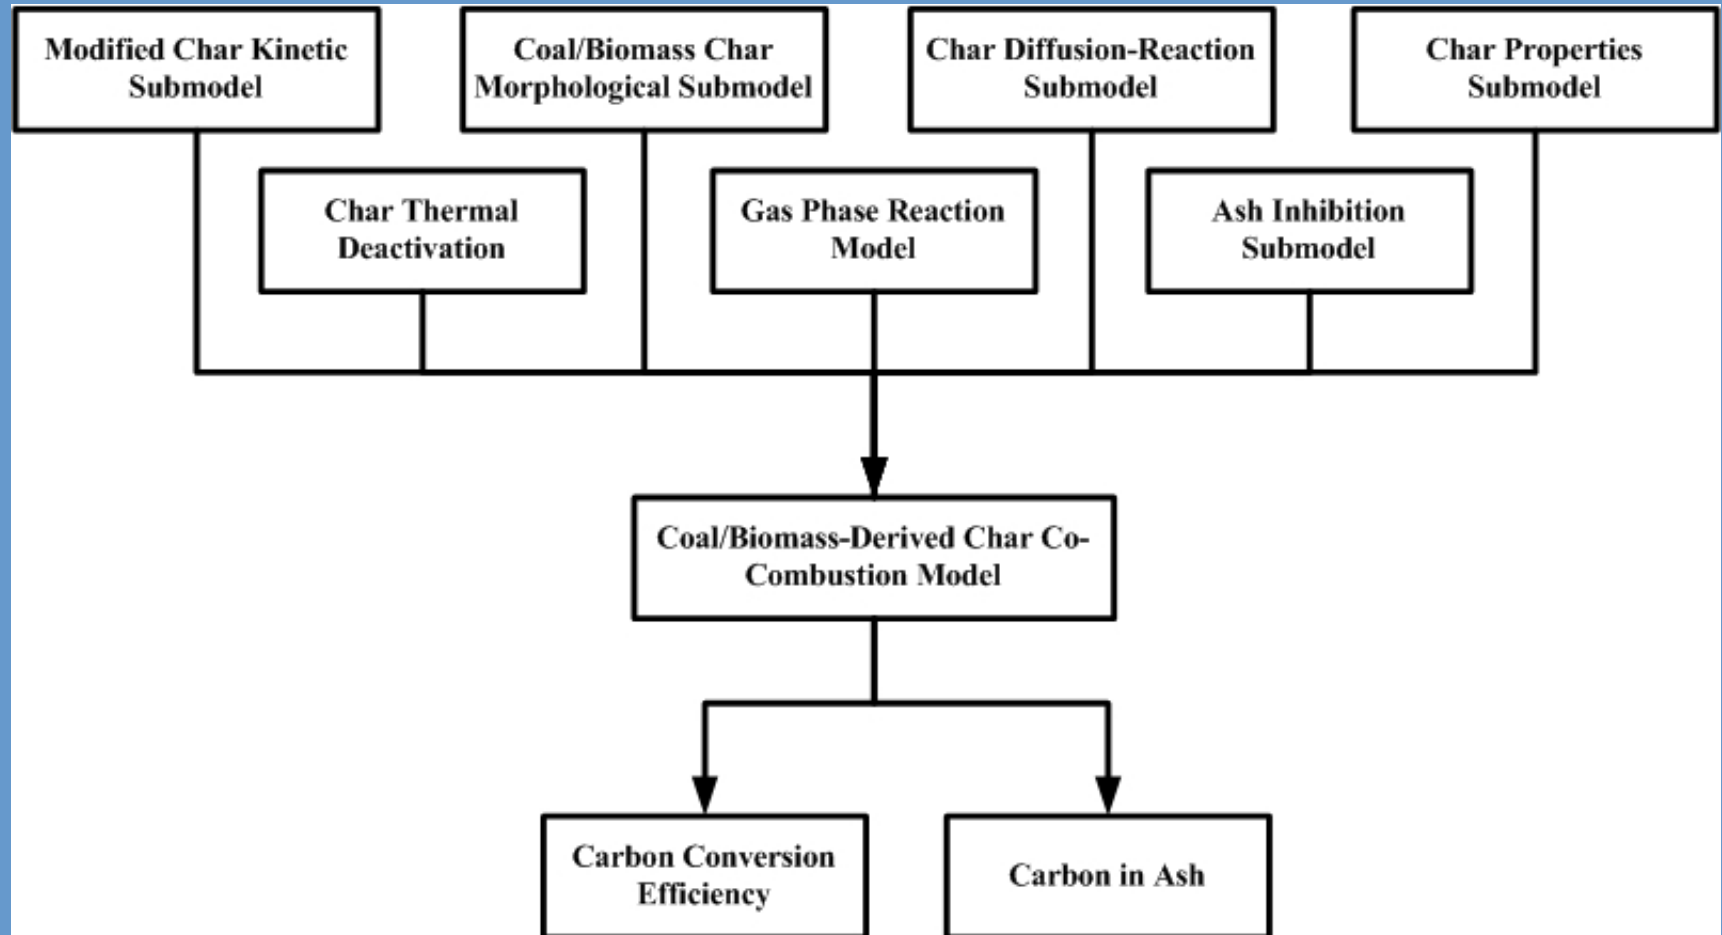 Modified Char Kinetic
Submodel
Coal/Biomass Char
Morphological Submodel
Char Diffusion-Reaction
Submodel
Char Properties
Submodel
Char Thermal
Deactivation
Gas Phase Reaction
Model
Ash Inhibition
Submodel
Coal/Biomass-Derived Char Co-
Combustion Model
Carbon Conversion
Efficiency
Carbon in Ash